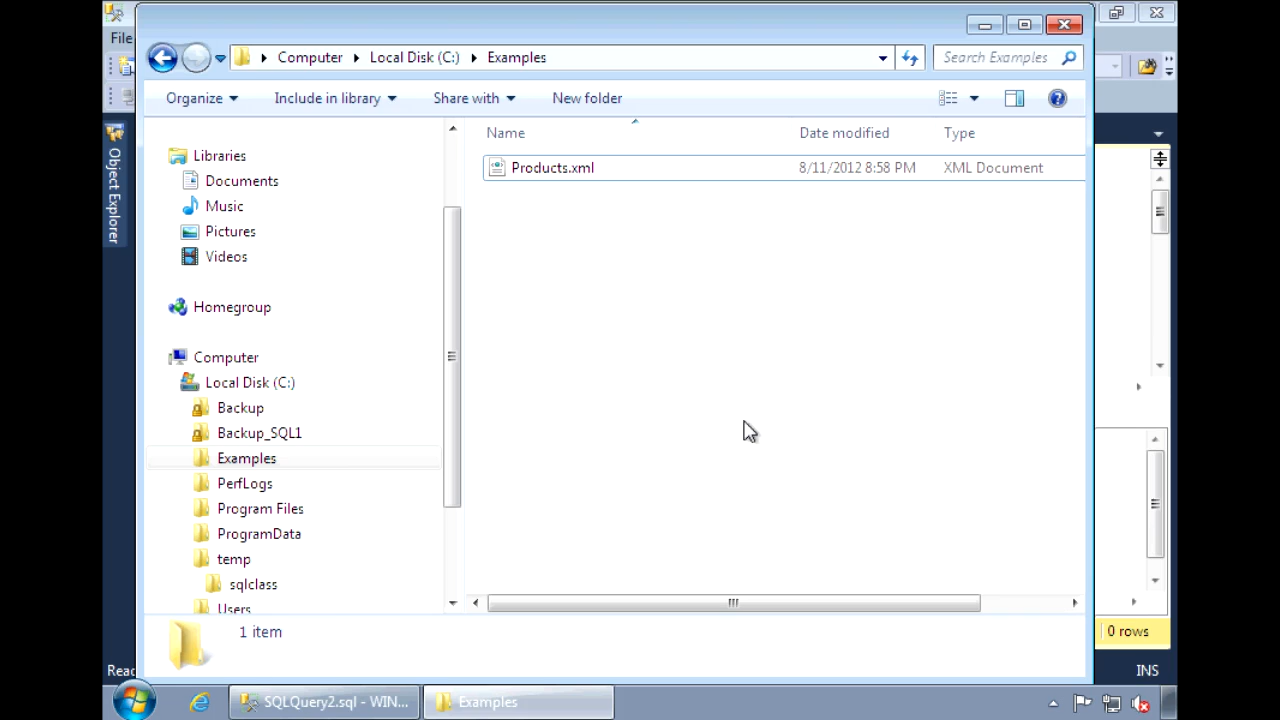 File
Computer Local Disk (C:) Examples
Search Examples
Organize Include in library Share with New folder
Object Explorer
Name Date modified Type
Products.xml 8/11/2012 8:58 PM XML Document
Libraries
Documents
Music
Pictures
Videos
Homegroup
Computer
Local Disk (C:)
Backup
Backup_SQL1
Examples
PerfLogs
Program Files
ProgramData
temp
sqlclass
Users
1 item
0 rows
Read
INS
SQLQuery2.sql - WIN... Examples